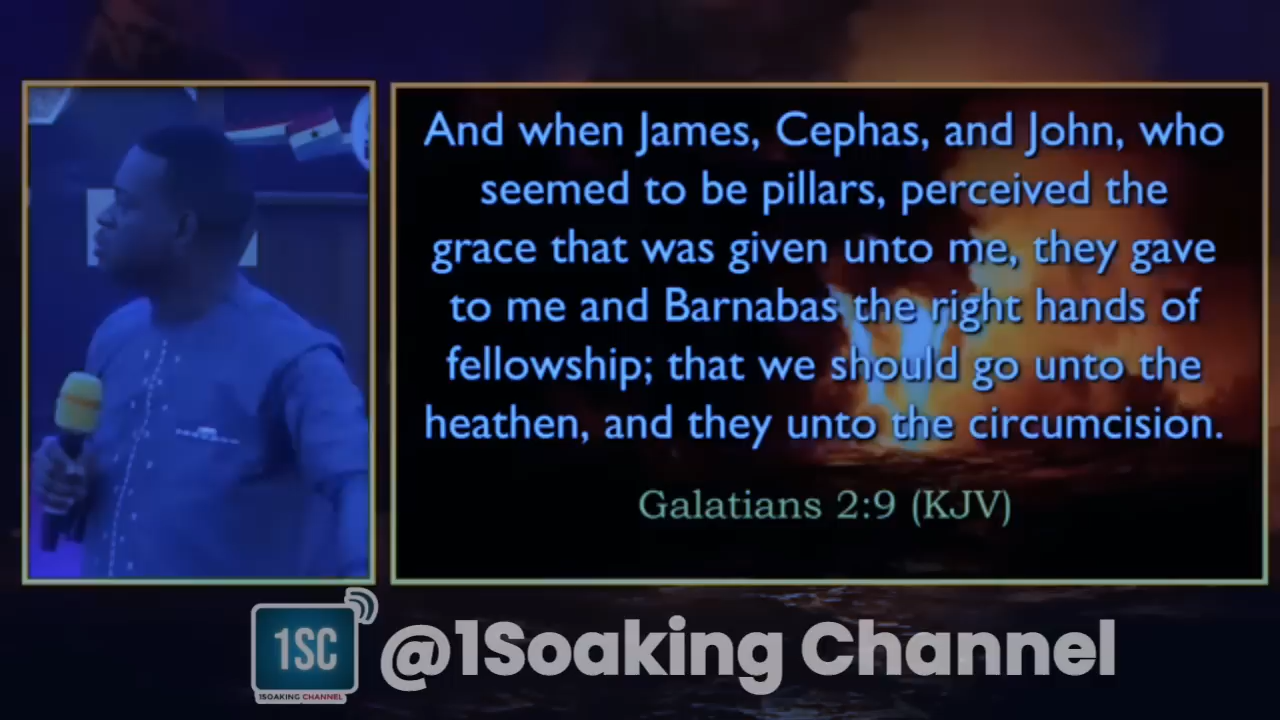 And when James, Cephas, and John, who
seemed to be pillars, perceived the
grace that was given unto me, they gave
to me and Barnabas the right hands of
fellowship; that we should go unto the
heathen, and they unto the circumcision.
Galatians 2:9 (KJV)
1SC
1SOAKING CHANNEL
@1Soaking Channel